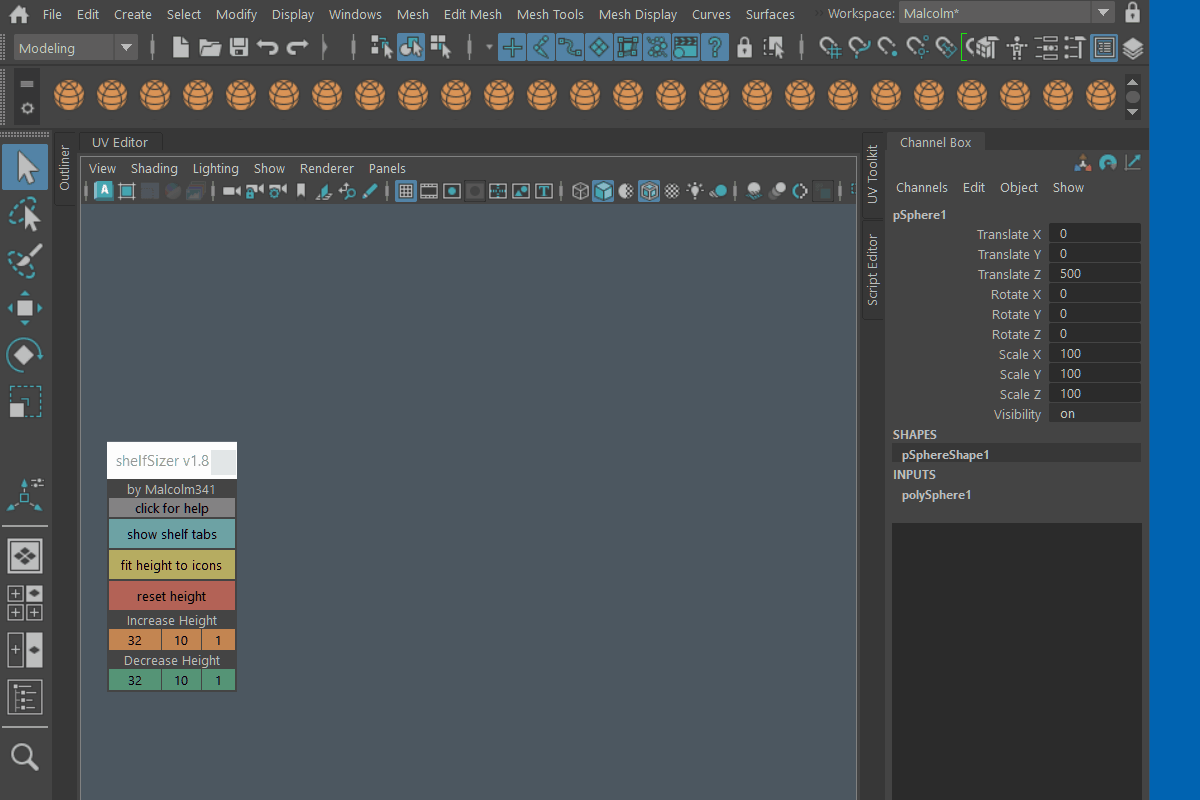 File Edit Create Select Modify Display Windows Mesh Edit Mesh Mesh Tools Mesh Display Curves Surfaces Workspace: Malcolm*
Modeling
UV Editor
Outliner
View Shading Lighting Show Renderer Panels
UV Toolkit
Script Editor
Channel Box
Channels Edit Object Show
pSphere1
Translate X 0
Translate Y 0
Translate Z 500
Rotate X 0
Rotate Y 0
Rotate Z 0
Scale X 100
Scale Y 100
Scale Z 100
Visibility on
SHAPES
pSphereShape1
INPUTS
polySphere1
shelfSizer v1.8
by Malcolm341
click for help
show shelf tabs
fit height to icons
reset height
Increase Height
32 10 1
Decrease Height
32 10 1